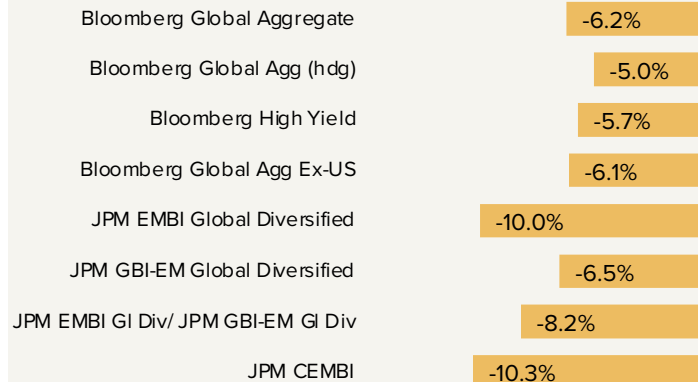 Bloomberg Global Aggregate -6.2%
Bloomberg Global Agg (hdg) -5.0%
Bloomberg High Yield -5.7%
Bloomberg Global Agg Ex-US -6.1%
JPM EMBI Global Diversified -10.0%
JPM GBI-EM Global Diversified -6.5%
JPM EMBI Gl Div/ JPM GBI-EM Gl Div -8.2%
JPM CEMBI -10.3%